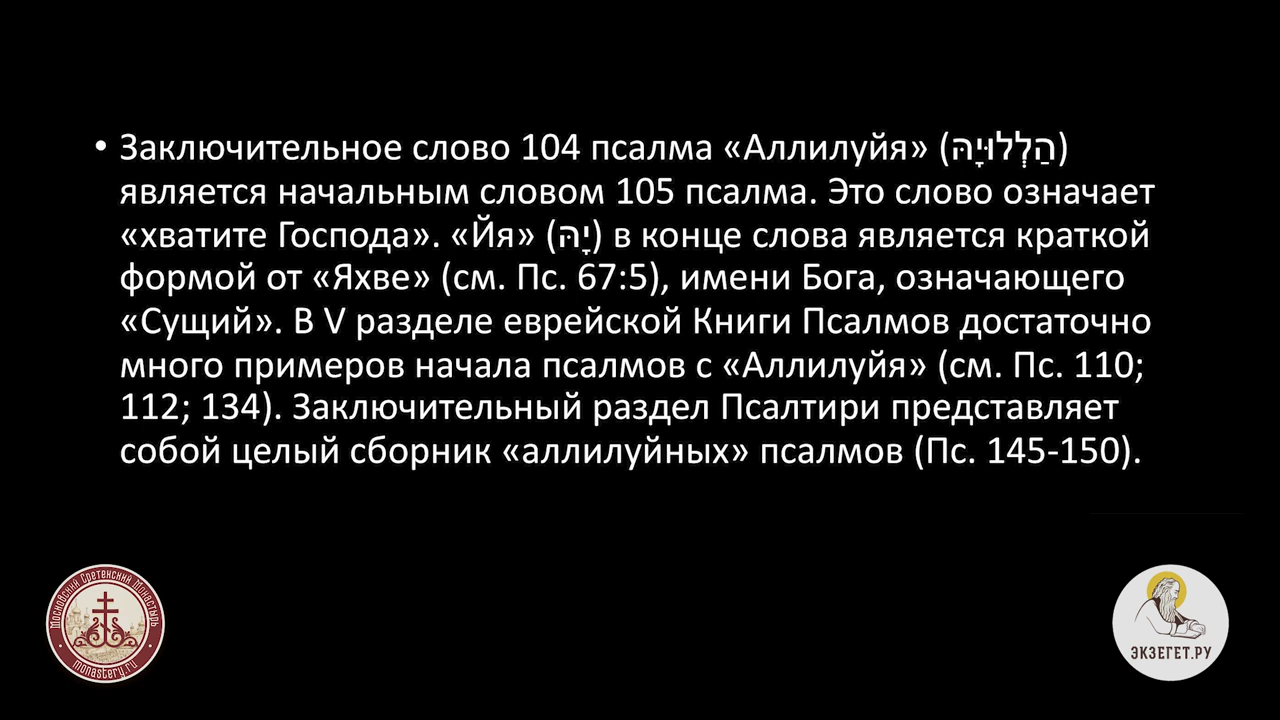 • Заключительное слово 104 псалма «Аллилуйя» (הַלְלוּיָהּ)
является начальным словом 105 псалма. Это слово означает
«хватите Господа». «Йя» (יָהּ) в конце слова является краткой
формой от «Яхве» (см. Пс. 67:5), имени Бога, означающего
«Сущий». В V разделе еврейской Книги Псалмов достаточно
много примеров начала псалмов с «Аллилуйя» (см. Пс. 110;
112; 134). Заключительный раздел Псалтири представляет
собой целый сборник «аллилуйных» псалмов (Пс. 145-150).
Московский Сретенский Монастырь
monastery.ru
ЭКЗЕГЕТ.РУ